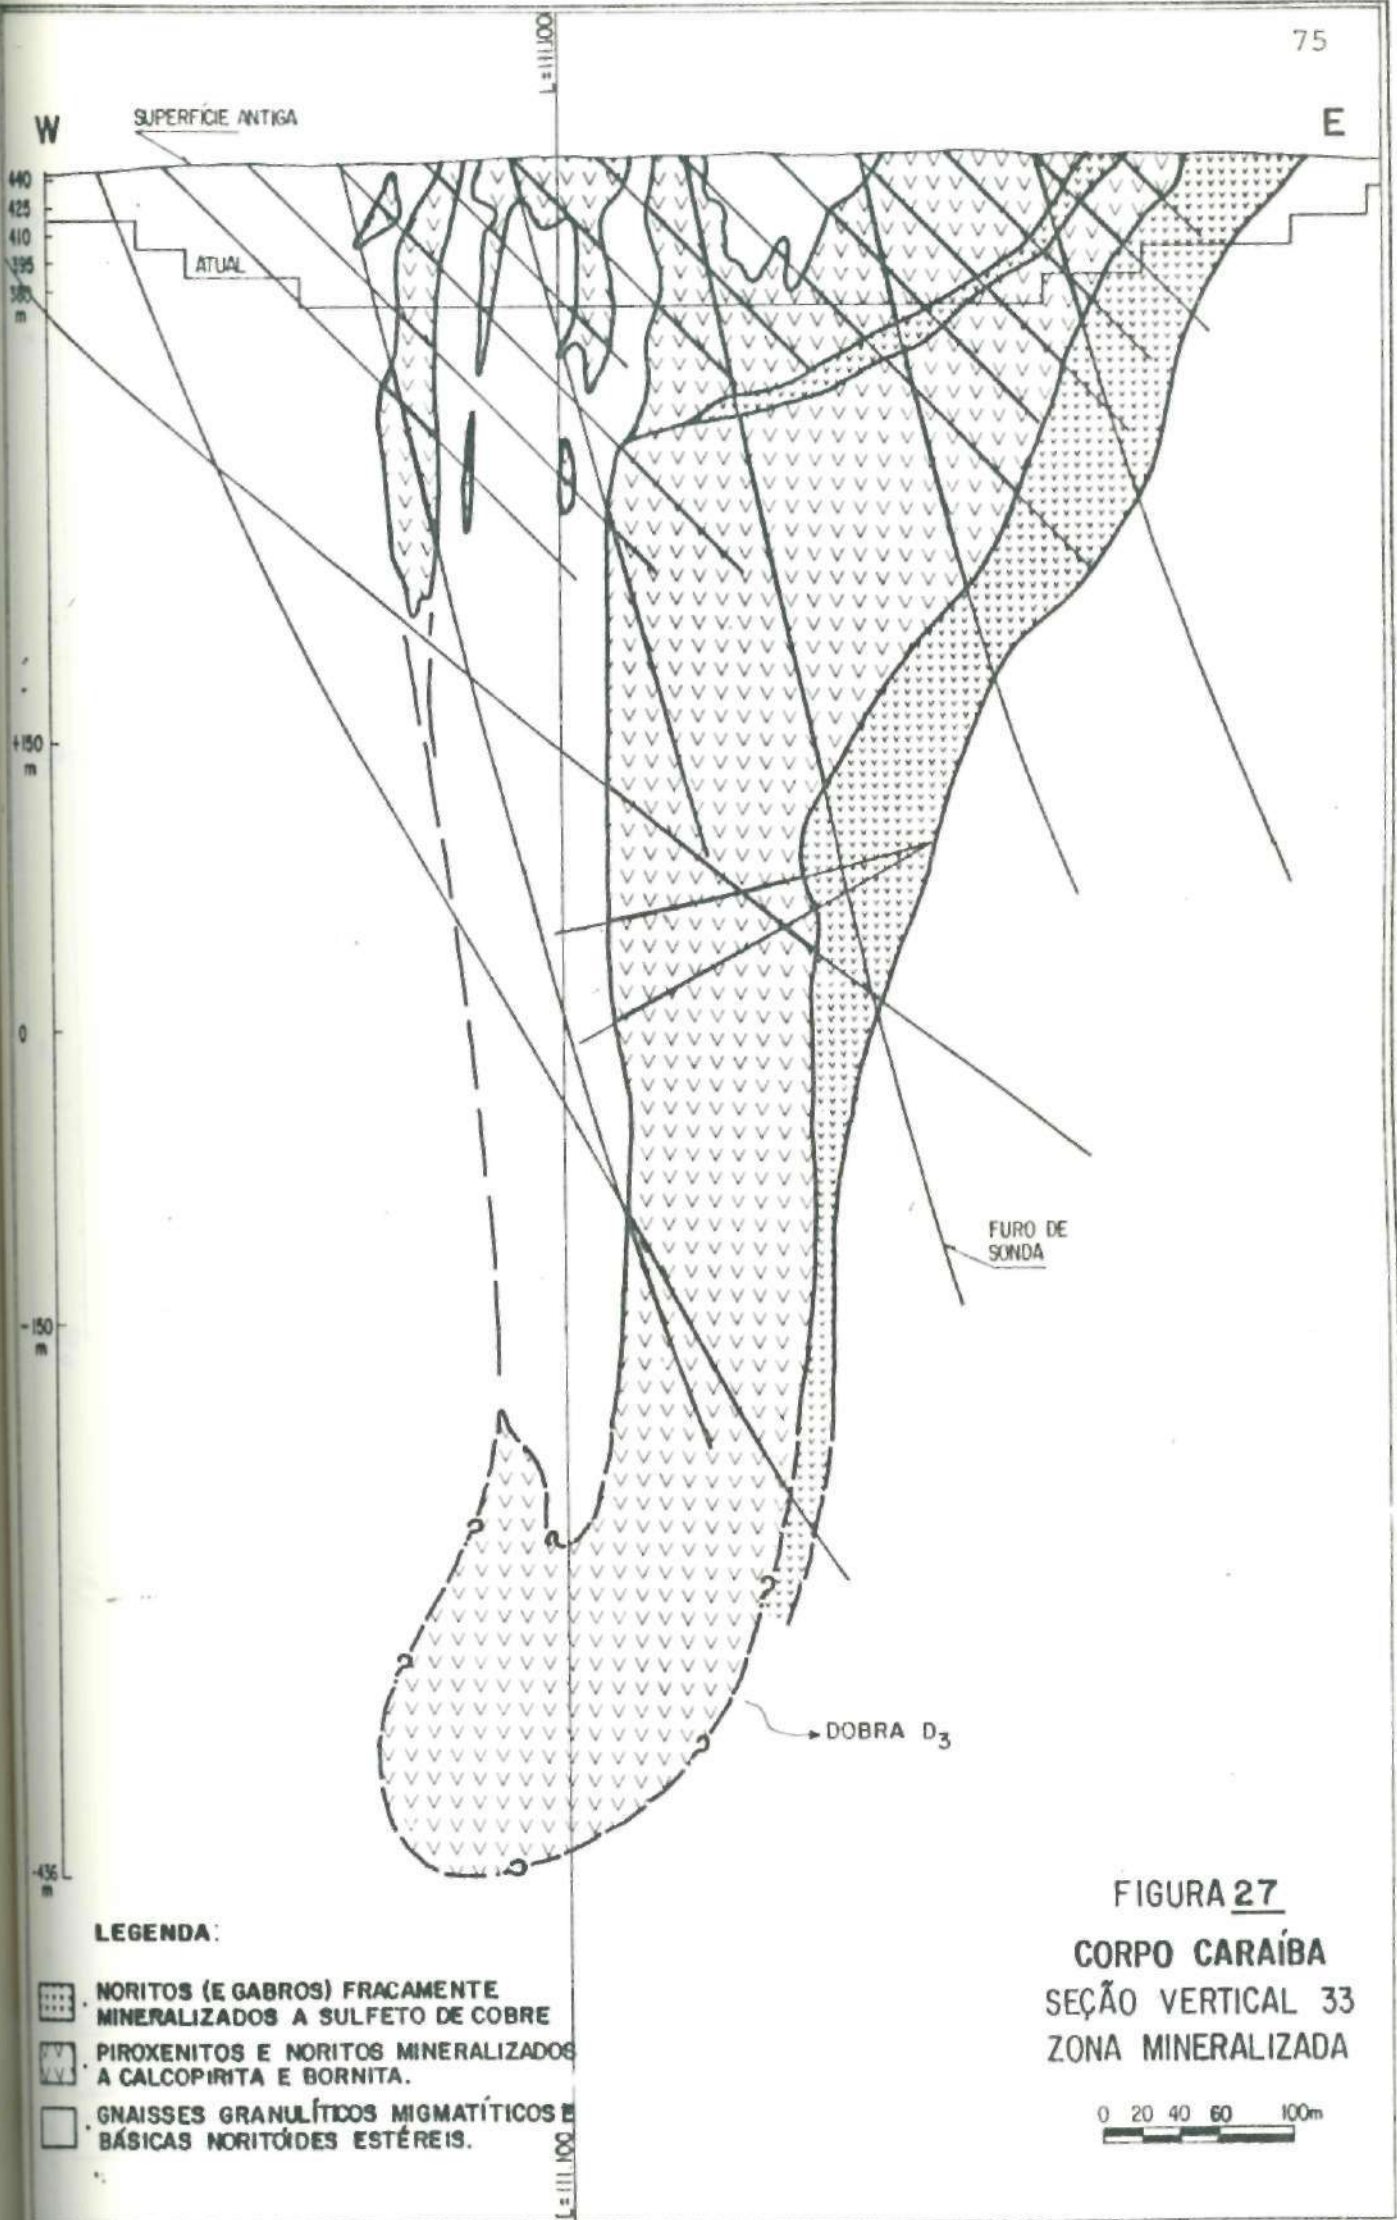 75
L=111.100
W
SUPERFÍCIE ANTIGA
E
440
425
410
395
380
m
ATUAL
+150
m
0
FURO DE
SONDA
-150
m
DOBRA D3
-436
m
FIGURA 27
CORPO CARAÍBA
SEÇÃO VERTICAL 33
ZONA MINERALIZADA
0 20 40 60 100m
LEGENDA:
NORITOS (E GABROS) FRACAMENTE
MINERALIZADOS A SULFETO DE COBRE
PIROXENITOS E NORITOS MINERALIZADOS
A CALCOPIRITA E BORNITA.
GNAISSES GRANULÍTICOS MIGMATÍTICOS E
BÁSICAS NORITÓIDES ESTÉREIS.
L=111.100